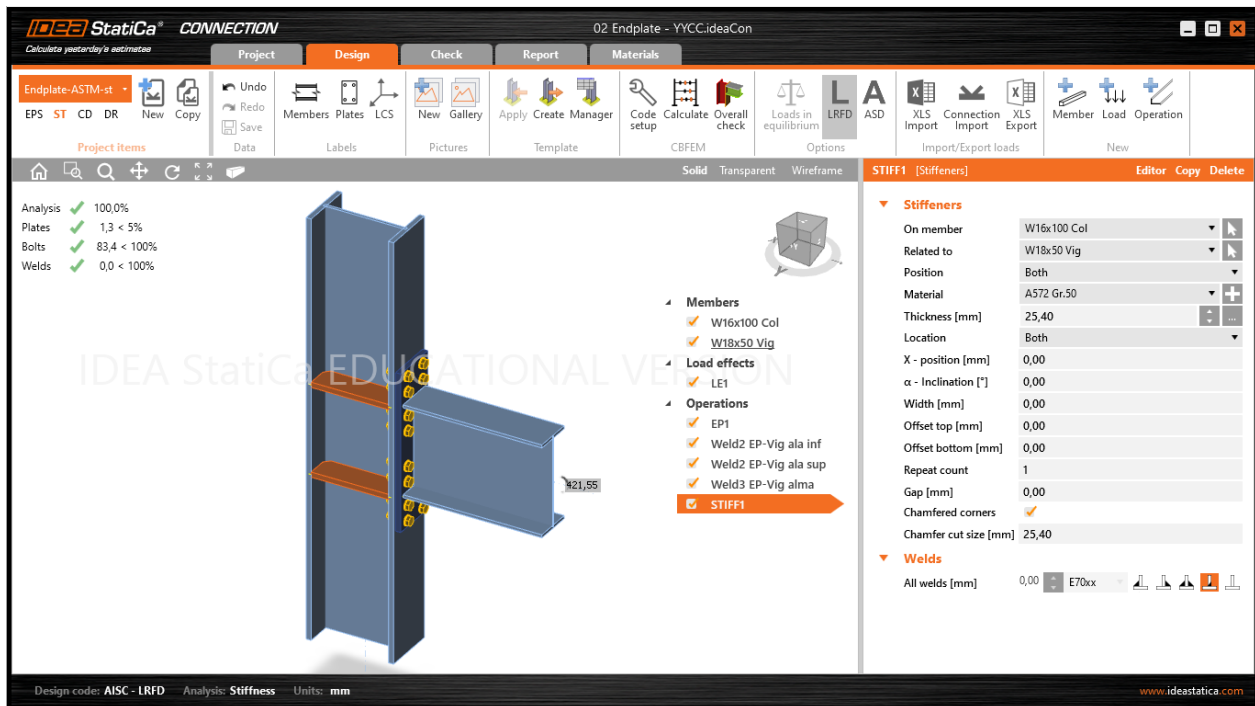 IDEA StatiCa® CONNECTION
Calculate yesterday's estimates
02 Endplate - YYCC.ideaCon
Project Design Check Report Materials
Endplate-ASTM-st
EPS ST CD DR
New Copy
Project items
Undo
Redo
Save
Data
Members Plates LCS
Labels
New Gallery
Pictures
Apply Create Manager
Template
Code setup Calculate Overall check
CBFEM
Loads in equilibrium LRFD ASD
Options
XLS Import Connection Import XLS Export
Import/Export loads
Member Load Operation
New
Solid Transparent Wireframe
Analysis 100,0%
Plates 1,3 < 5%
Bolts 83,4 < 100%
Welds 0,0 < 100%
IDEA StatiCa EDUCATIONAL VERSION
421,55
Members
W16x100 Col
W18x50 Vig
Load effects
LE1
Operations
EP1
Weld2 EP-Vig ala inf
Weld2 EP-Vig ala sup
Weld3 EP-Vig alma
STIFF1
STIFF1 [Stiffeners] Editor Copy Delete
Stiffeners
On member W16x100 Col
Related to W18x50 Vig
Position Both
Material A572 Gr.50
Thickness [mm] 25,40
Location Both
X - position [mm] 0,00
α - Inclination [°] 0,00
Width [mm] 0,00
Offset top [mm] 0,00
Offset bottom [mm] 0,00
Repeat count 1
Gap [mm] 0,00
Chamfered corners
Chamfer cut size [mm] 25,40
Welds
All welds [mm] 0,00 E70xx
Design code: AISC - LRFD Analysis: Stiffness Units: mm
www.ideastatica.com